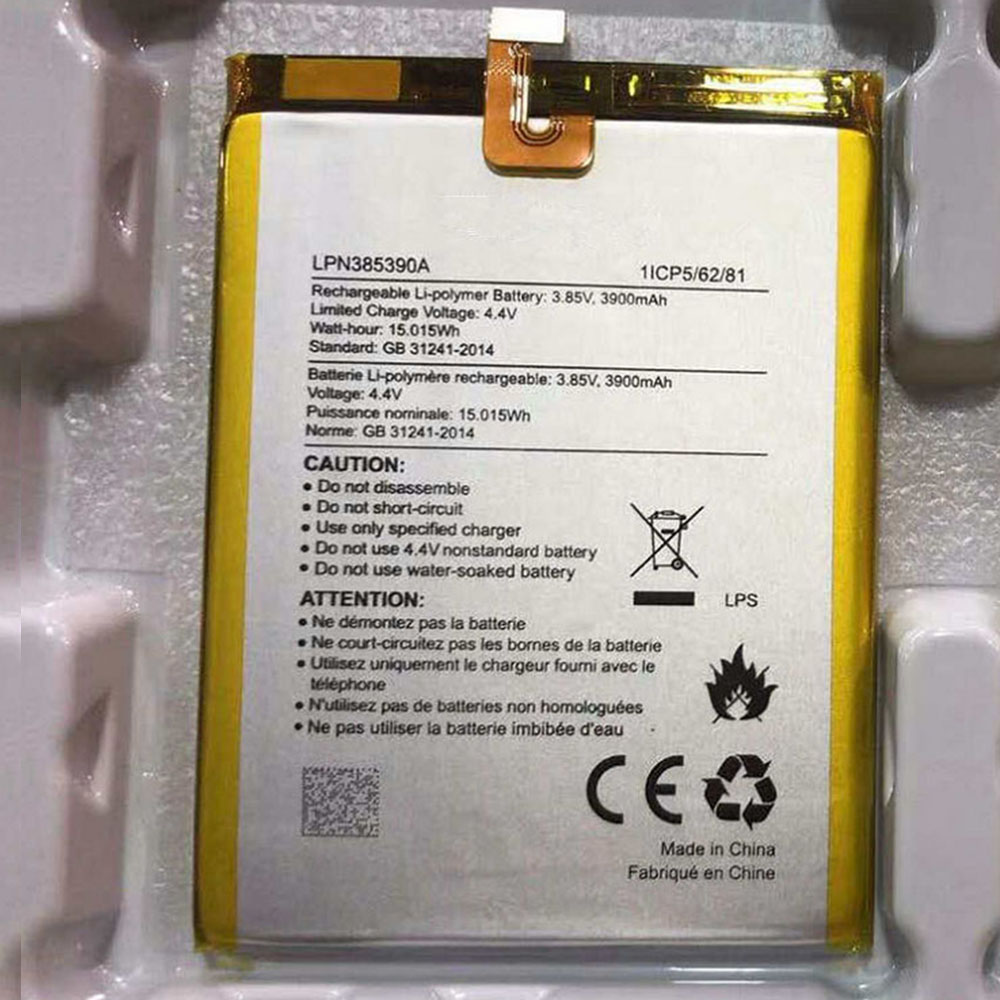 LPN385390A 1ICP5/62/81
Rechargeable Li-polymer Battery: 3.85V, 3900mAh
Limited Charge Voltage: 4.4V
Watt-hour: 15.015Wh
Standard: GB 31241-2014
Batterie Li-polymère rechargeable: 3.85V, 3900mAh
Voltage: 4.4V
Puissance nominale: 15.015Wh
Norme: GB 31241-2014
CAUTION:
• Do not disassemble
• Do not short-circuit
• Use only specified charger
• Do not use 4.4V nonstandard battery
• Do not use water-soaked battery
LPS
ATTENTION:
• Ne démontez pas la batterie
• Ne court-circuitez pas les bornes de la batterie
• Utilisez uniquement le chargeur fourni avec le
téléphone
• N'utilisez pas de batteries non homologuées
• Ne pas utiliser la batterie imbibée d'eau
CE
Made in China
Fabriqué en Chine